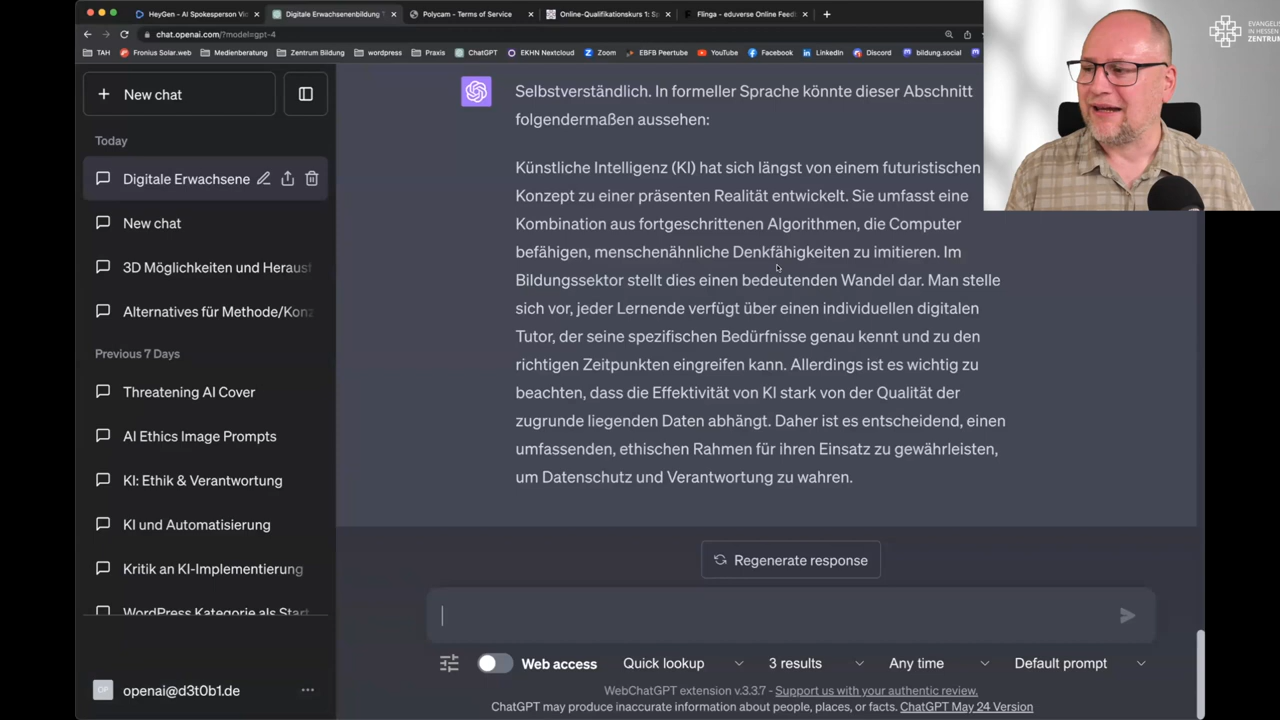 HeyGen - AI Spokesperson Vi
Digitale Erwachsenenbildung
Polycam - Terms of Service
Online-Qualifikationskurs 1: S
Flinga - eduverse Online Feed
chat.openai.com/?model=gpt-4
TAH
Fronius Solar.web
Medienberatung
Zentrum Bildung
wordpress
Praxis
ChatGPT
EKHN Nextcloud
Zoom
EBFB Peertube
YouTube
Facebook
LinkedIn
Discord
bildung.social
EVANGELIS
IN HESSEN
ZENTRUM
New chat
Today
Digitale Erwachsene
New chat
3D Möglichkeiten und Heraus
Alternatives für Methode/Konz
Previous 7 Days
Threatening AI Cover
AI Ethics Image Prompts
KI: Ethik & Verantwortung
KI und Automatisierung
Kritik an KI-Implementierung
WordPress Kategorie als Start
OP openai@d3t0b1.de
Selbstverständlich. In formeller Sprache könnte dieser Abschnitt
folgendermaßen aussehen:
Künstliche Intelligenz (KI) hat sich längst von einem futuristischen
Konzept zu einer präsenten Realität entwickelt. Sie umfasst eine
Kombination aus fortgeschrittenen Algorithmen, die Computer
befähigen, menschenähnliche Denkfähigkeiten zu imitieren. Im
Bildungssektor stellt dies einen bedeutenden Wandel dar. Man stelle
sich vor, jeder Lernende verfügt über einen individuellen digitalen
Tutor, der seine spezifischen Bedürfnisse genau kennt und zu den
richtigen Zeitpunkten eingreifen kann. Allerdings ist es wichtig zu
beachten, dass die Effektivität von KI stark von der Qualität der
zugrunde liegenden Daten abhängt. Daher ist es entscheidend, einen
umfassenden, ethischen Rahmen für ihren Einsatz zu gewährleisten,
um Datenschutz und Verantwortung zu wahren.
Regenerate response
Web access
Quick lookup
3 results
Any time
Default prompt
WebChatGPT extension v.3.3.7 - Support us with your authentic review.
ChatGPT may produce inaccurate information about people, places, or facts. ChatGPT May 24 Version